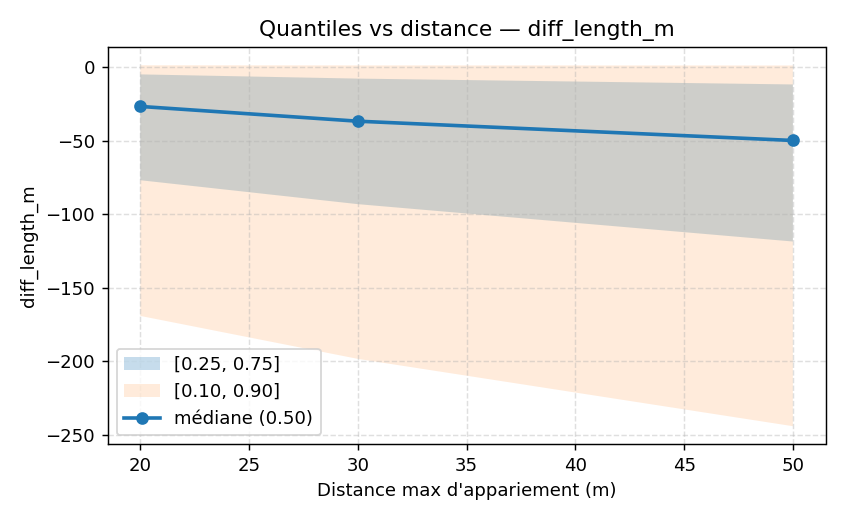 Quantiles vs distance — diff_length_m
diff_length_m
0
−50
−100
−150
−200
−250
[0.25, 0.75]
[0.10, 0.90]
médiane (0.50)
20 25 30 35 40 45 50
Distance max d'appariement (m)